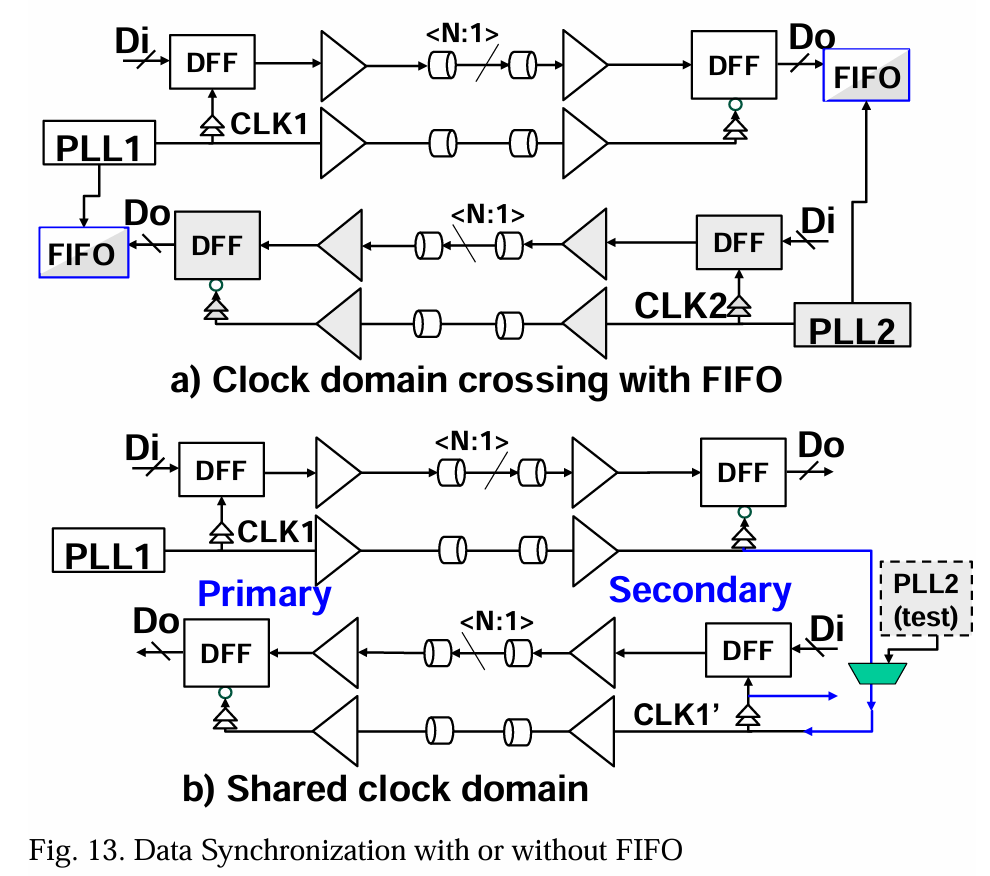 Di
DFF
<N:1>
DFF
Do
FIFO
PLL1
CLK1
FIFO
Do
DFF
<N:1>
DFF
Di
CLK2
PLL2
a) Clock domain crossing with FIFO
Di
DFF
<N:1>
DFF
Do
PLL1
CLK1
Primary
Secondary
PLL2
(test)
Do
DFF
<N:1>
DFF
Di
CLK1’
b) Shared clock domain
Fig. 13. Data Synchronization with or without FIFO